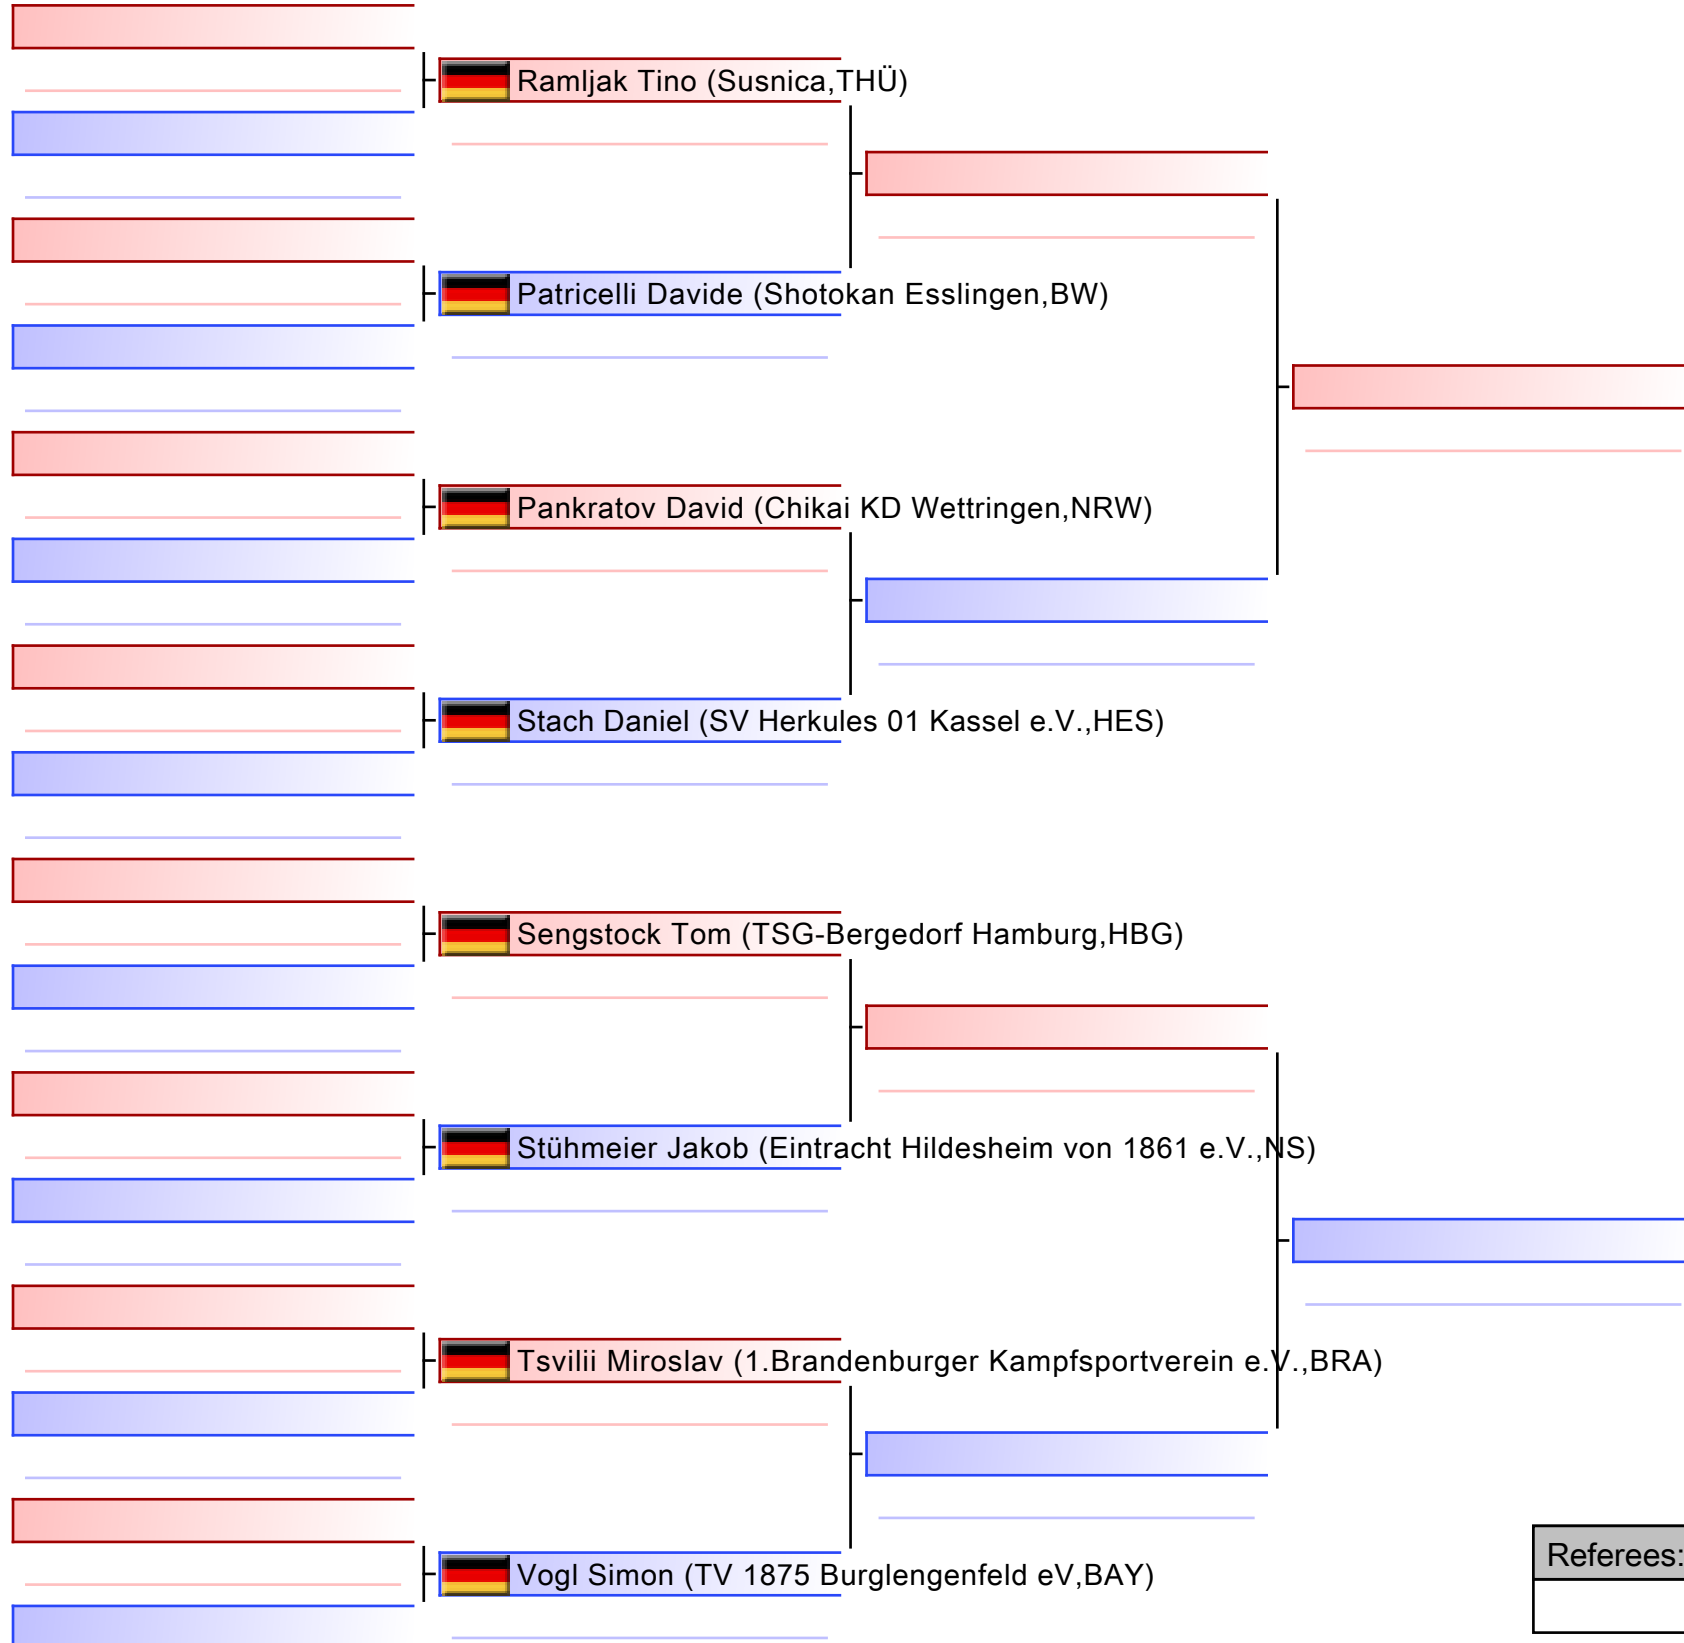 Ramljak Tino (Susnica,THÜ)
Patricelli Davide (Shotokan Esslingen,BW)
Pankratov David (Chikai KD Wettringen,NRW)
Stach Daniel (SV Herkules 01 Kassel e.V.,HES)
Sengstock Tom (TSG-Bergedorf Hamburg,HBG)
Stühmeier Jakob (Eintracht Hildesheim von 1861 e.V.,NS)
Tsvilii Miroslav (1.Brandenburger Kampfsportverein e.V.,BRA)
Vogl Simon (TV 1875 Burglengenfeld eV,BAY)
Referees: